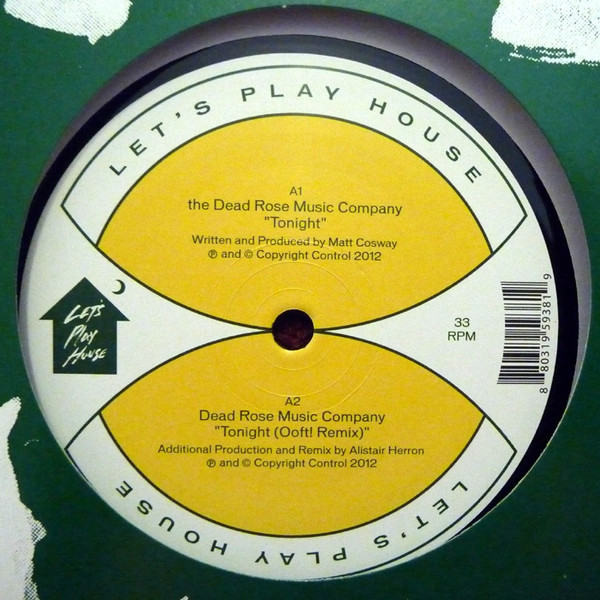 LET'S PLAY HOUSE
A1
the Dead Rose Music Company
"Tonight"
Written and Produced by Matt Cosway
℗ and © Copyright Control 2012
LET'S
PLAY
HOUSE
33
RPM
8 80319 59381 9
A2
Dead Rose Music Company
"Tonight (Ooft! Remix)"
Additional Production and Remix by Alistair Herron
℗ and © Copyright Control 2012
LET'S PLAY HOUSE